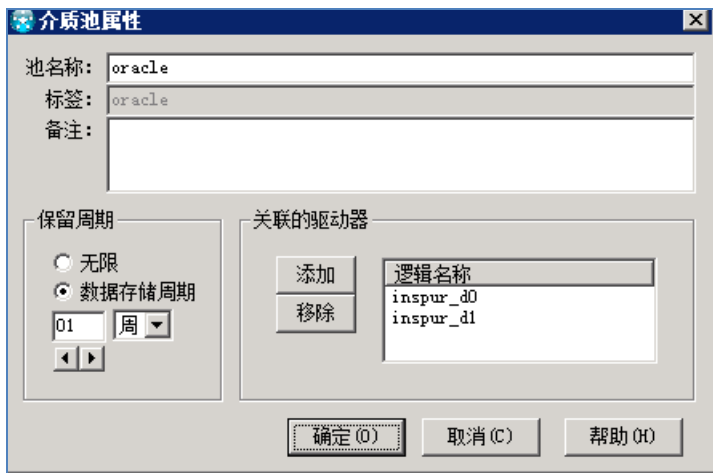 介质池属性
池名称: oracle
标签: oracle
备注:
保留周期
无限
数据存储周期
01 周
关联的驱动器
添加
移除
逻辑名称
inspur_d0
inspur_d1
确定(O) 取消(C) 帮助(H)